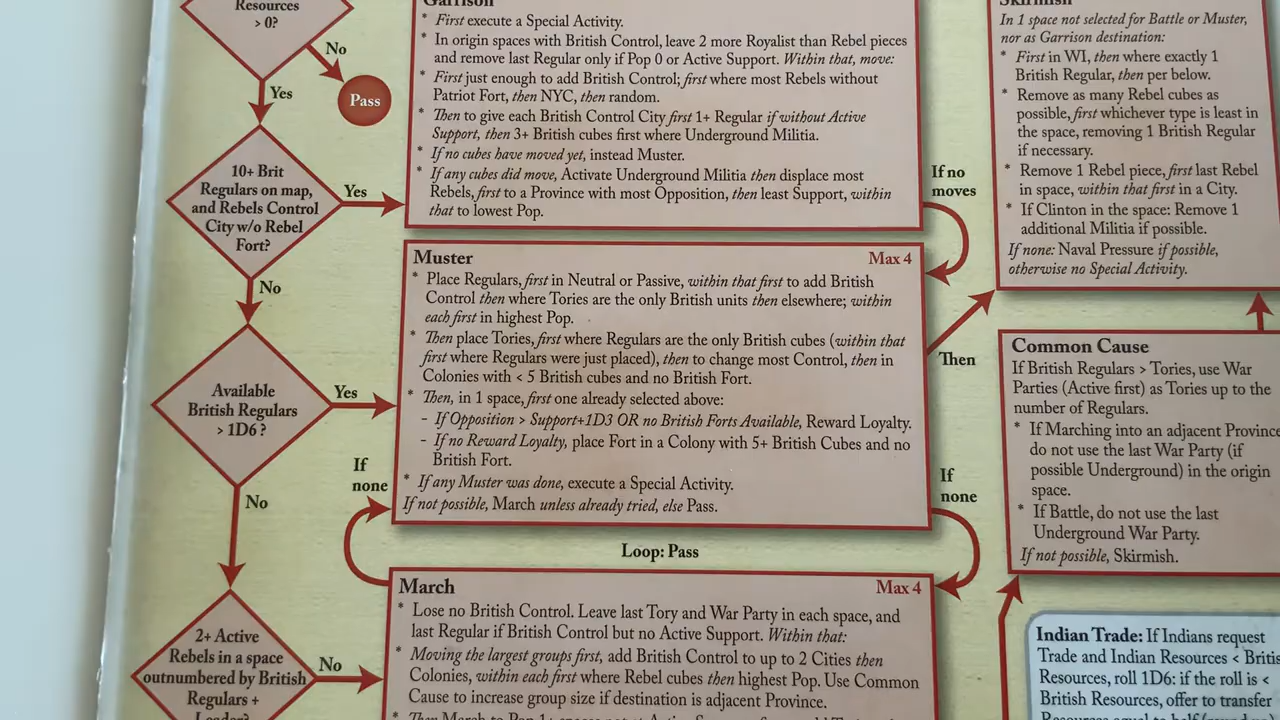 Resources
> 0?
No
Pass
Yes
10+ Brit
Regulars on map,
and Rebels Control
City w/o Rebel
Fort?
Yes
No
Available
British Regulars
> 1D6 ?
Yes
No
2+ Active
Rebels in a space
outnumbered by British
Regulars +
Leader?
No
Garrison
* First execute a Special Activity.
* In origin spaces with British Control, leave 2 more Royalist than Rebel pieces
and remove last Regular only if Pop 0 or Active Support. Within that, move:
* First just enough to add British Control; first where most Rebels without
Patriot Fort, then NYC, then random.
* Then to give each British Control City first 1+ Regular if without Active
Support, then 3+ British cubes first where Underground Militia.
* If no cubes have moved yet, instead Muster.
* If any cubes did move, Activate Underground Militia then displace most
Rebels, first to a Province with most Opposition, then least Support, within
that to lowest Pop.
If no
moves
Muster
Max 4
* Place Regulars, first in Neutral or Passive, within that first to add British
Control then where Tories are the only British units then elsewhere; within
each first in highest Pop.
* Then place Tories, first where Regulars are the only British cubes (within that
first where Regulars were just placed), then to change most Control, then in
Colonies with < 5 British cubes and no British Fort.
* Then, in 1 space, first one already selected above:
- If Opposition > Support+1D3 OR no British Forts Available, Reward Loyalty.
- If no Reward Loyalty, place Fort in a Colony with 5+ British Cubes and no
British Fort.
* If any Muster was done, execute a Special Activity.
If not possible, March unless already tried, else Pass.
Then
If
none
If
none
Loop: Pass
March
Max 4
* Lose no British Control. Leave last Tory and War Party in each space, and
last Regular if British Control but no Active Support. Within that:
* Moving the largest groups first, add British Control to up to 2 Cities then
Colonies, within each first where Rebel cubes then highest Pop. Use Common
Cause to increase group size if destination is adjacent Province.
Skirmish
In 1 space not selected for Battle or Muster,
nor as Garrison destination:
* First in WI, then where exactly 1
British Regular, then per below.
* Remove as many Rebel cubes as
possible, first whichever type is least in
the space, removing 1 British Regular
if necessary.
* Remove 1 Rebel piece, first last Rebel
in space, within that first in a City.
* If Clinton in the space: Remove 1
additional Militia if possible.
If none: Naval Pressure if possible,
otherwise no Special Activity.
Common Cause
If British Regulars > Tories, use War
Parties (Active first) as Tories up to the
number of Regulars.
* If Marching into an adjacent Province
do not use the last War Party (if
possible Underground) in the origin
space.
* If Battle, do not use the last
Underground War Party.
If not possible, Skirmish.
Indian Trade: If Indians request
Trade and Indian Resources < Britis
Resources, roll 1D6: if the roll is <
British Resources, offer to transfer